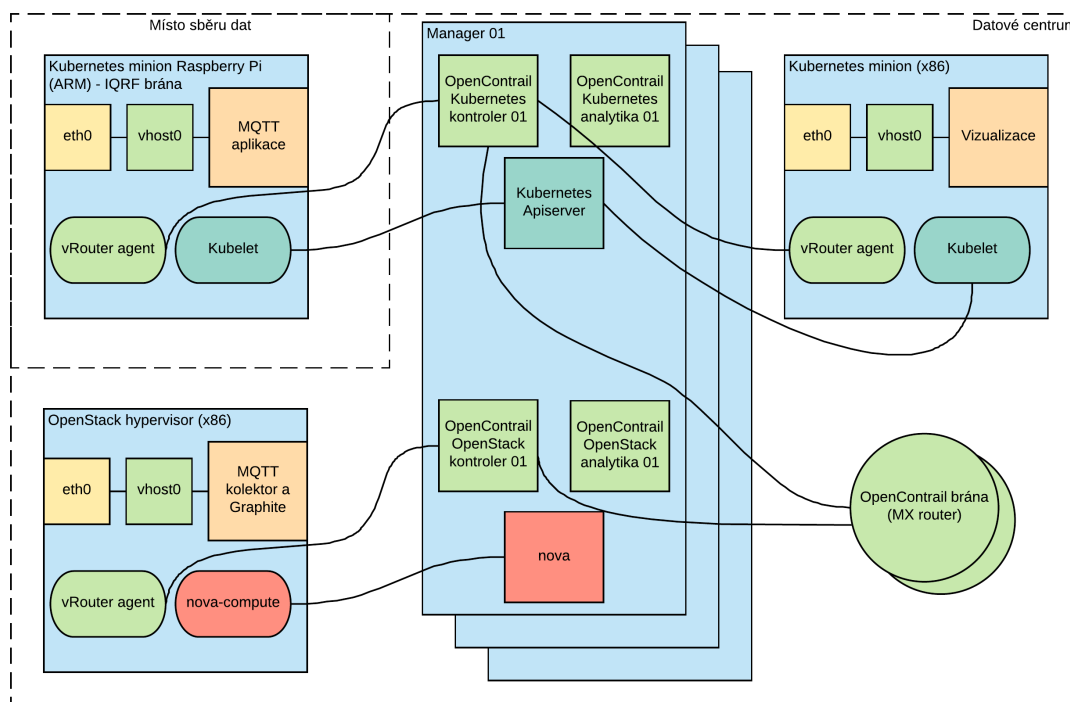 Místo sběru dat
Datové centrum
Kubernetes minion Raspberry Pi
(ARM) - IQRF brána
eth0
vhost0
MQTT
aplikace
vRouter agent
Kubelet
Manager 01
OpenContrail
Kubernetes
kontroler 01
OpenContrail
Kubernetes
analytika 01
Kubernetes
Apiserver
Kubernetes minion (x86)
eth0
vhost0
Vizualizace
vRouter agent
Kubelet
OpenStack hypervisor (x86)
eth0
vhost0
MQTT
kolektor a
Graphite
vRouter agent
nova-compute
OpenContrail
OpenStack
kontroler 01
OpenContrail
OpenStack
analytika 01
nova
OpenContrail brána
(MX router)